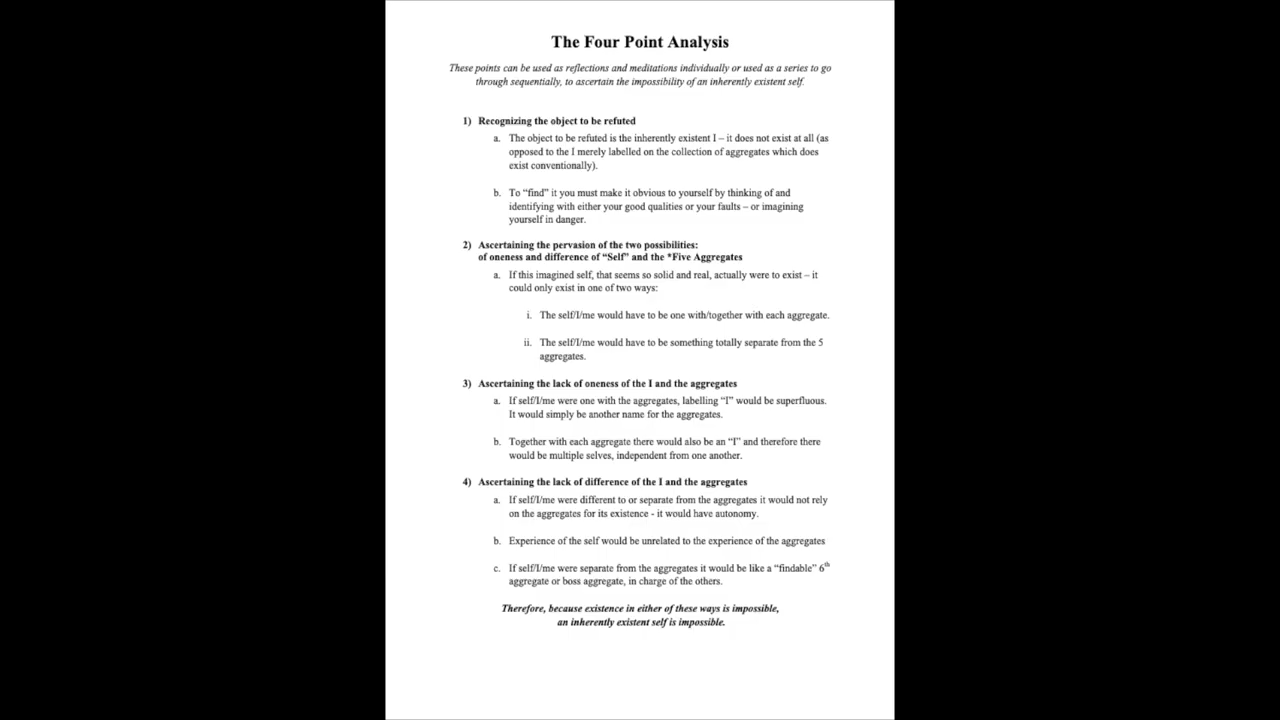 The Four Point Analysis
These points can be used as reflections and meditations individually or used as a series to go
through sequentially, to ascertain the impossibility of an inherently existent self.
1) Recognizing the object to be refuted
a. The object to be refuted is the inherently existent I – it does not exist at all (as
opposed to the I merely labelled on the collection of aggregates which does
exist conventionally).
b. To “find” it you must make it obvious to yourself by thinking of and
identifying with either your good qualities or your faults – or imagining
yourself in danger.
2) Ascertaining the pervasion of the two possibilities:
of oneness and difference of “Self” and the *Five Aggregates
a. If this imagined self, that seems so solid and real, actually were to exist – it
could only exist in one of two ways:
i. The self/I/me would have to be one with/together with each aggregate.
ii. The self/I/me would have to be something totally separate from the 5
aggregates.
3) Ascertaining the lack of oneness of the I and the aggregates
a. If self/I/me were one with the aggregates, labelling “I” would be superfluous.
It would simply be another name for the aggregates.
b. Together with each aggregate there would also be an “I” and therefore there
would be multiple selves, independent from one another.
4) Ascertaining the lack of difference of the I and the aggregates
a. If self/I/me were different to or separate from the aggregates it would not rely
on the aggregates for its existence - it would have autonomy.
b. Experience of the self would be unrelated to the experience of the aggregates
c. If self/I/me were separate from the aggregates it would be like a “findable” 6th
aggregate or boss aggregate, in charge of the others.
Therefore, because existence in either of these ways is impossible,
an inherently existent self is impossible.